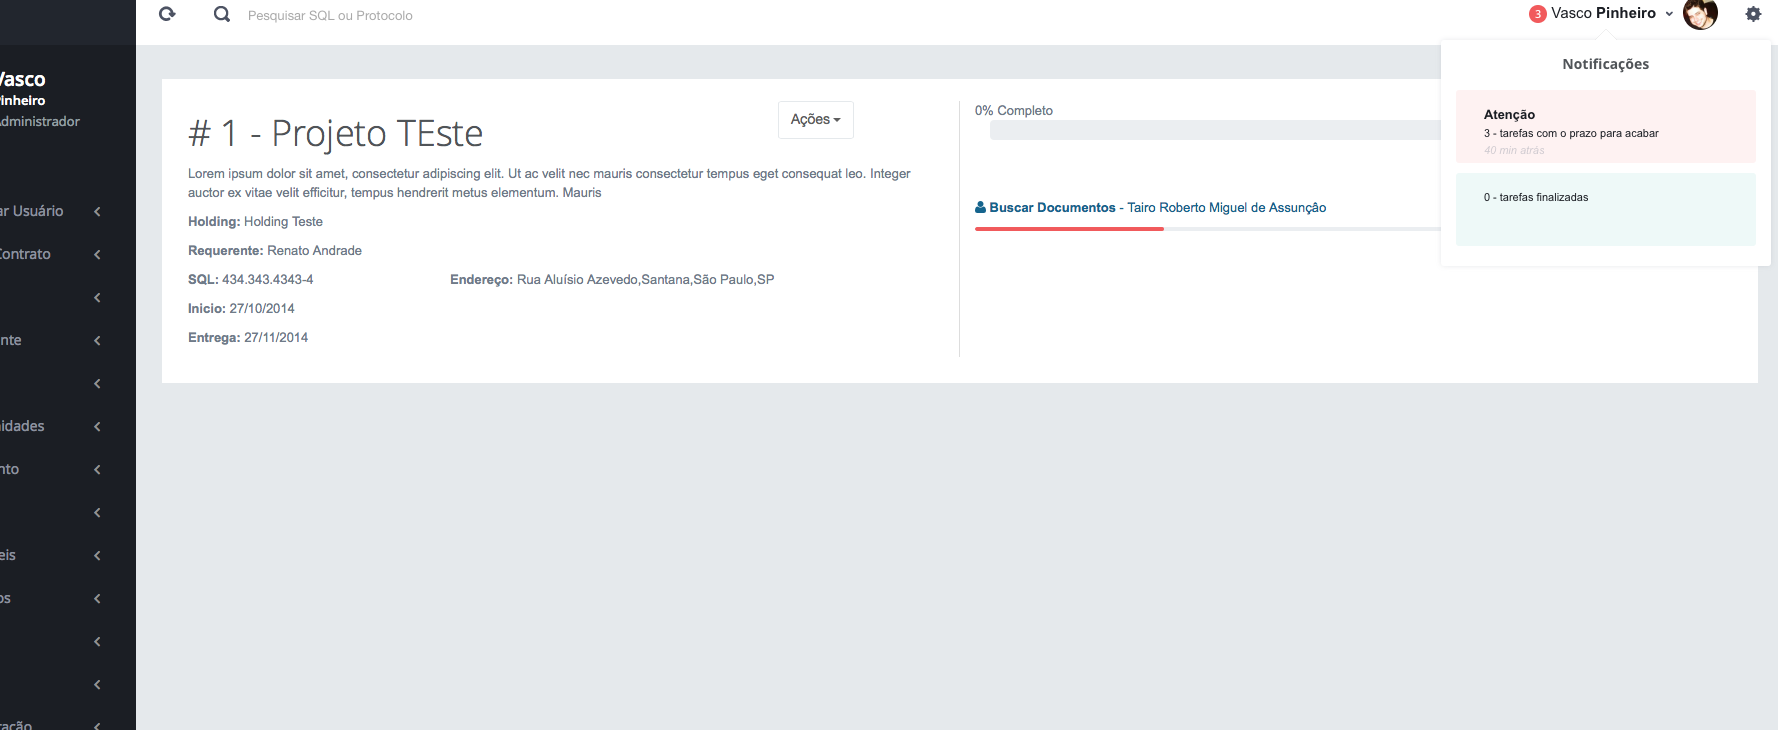 Pesquisar SQL ou Protocolo
3 Vasco Pinheiro
Vasco
Pinheiro
Administrador
ar Usuário
Contrato
nte
idades
nto
eis
os
ração
# 1 - Projeto TEste
Ações
Lorem ipsum dolor sit amet, consectetur adipiscing elit. Ut ac velit nec mauris consectetur tempus eget consequat leo. Integer
auctor ex vitae velit efficitur, tempus hendrerit metus elementum. Mauris
Holding: Holding Teste
Requerente: Renato Andrade
SQL: 434.343.4343-4
Endereço: Rua Aluísio Azevedo,Santana,São Paulo,SP
Inicio: 27/10/2014
Entrega: 27/11/2014
0% Completo
Buscar Documentos - Tairo Roberto Miguel de Assunção
Notificações
Atenção
3 - tarefas com o prazo para acabar
40 min atrás
0 - tarefas finalizadas